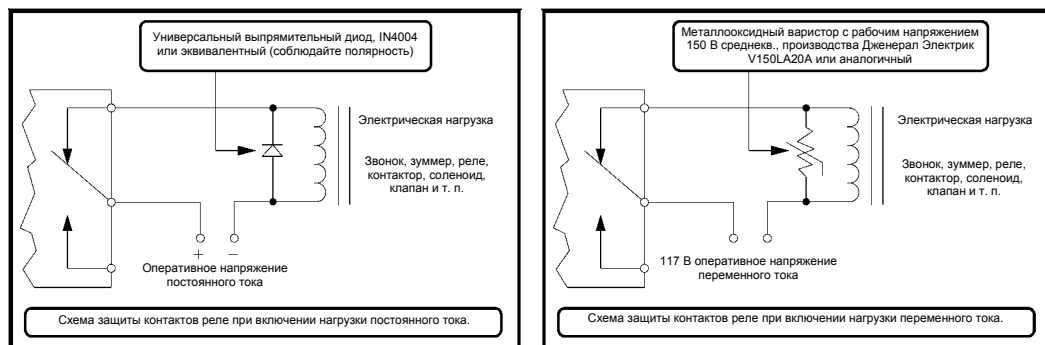 Универсальный выпрямительный диод, IN4004
или эквивалентный (соблюдайте полярность)
Электрическая нагрузка
Звонок, зуммер, реле,
контактор, соленоид,
клапан и т. п.
+ –
Оперативное напряжение
постоянного тока
Схема защиты контактов реле при включении нагрузки постоянного тока.
Металлооксидный варистор с рабочим напряжением
150 В среднекв., производства Дженерал Электрик
V150LA20A или аналогичный
Электрическая нагрузка
Звонок, зуммер, реле,
контактор, соленоид,
клапан и т. п.
117 В оперативное напряжение
переменного тока
Схема защиты контактов реле при включении нагрузки переменного тока.